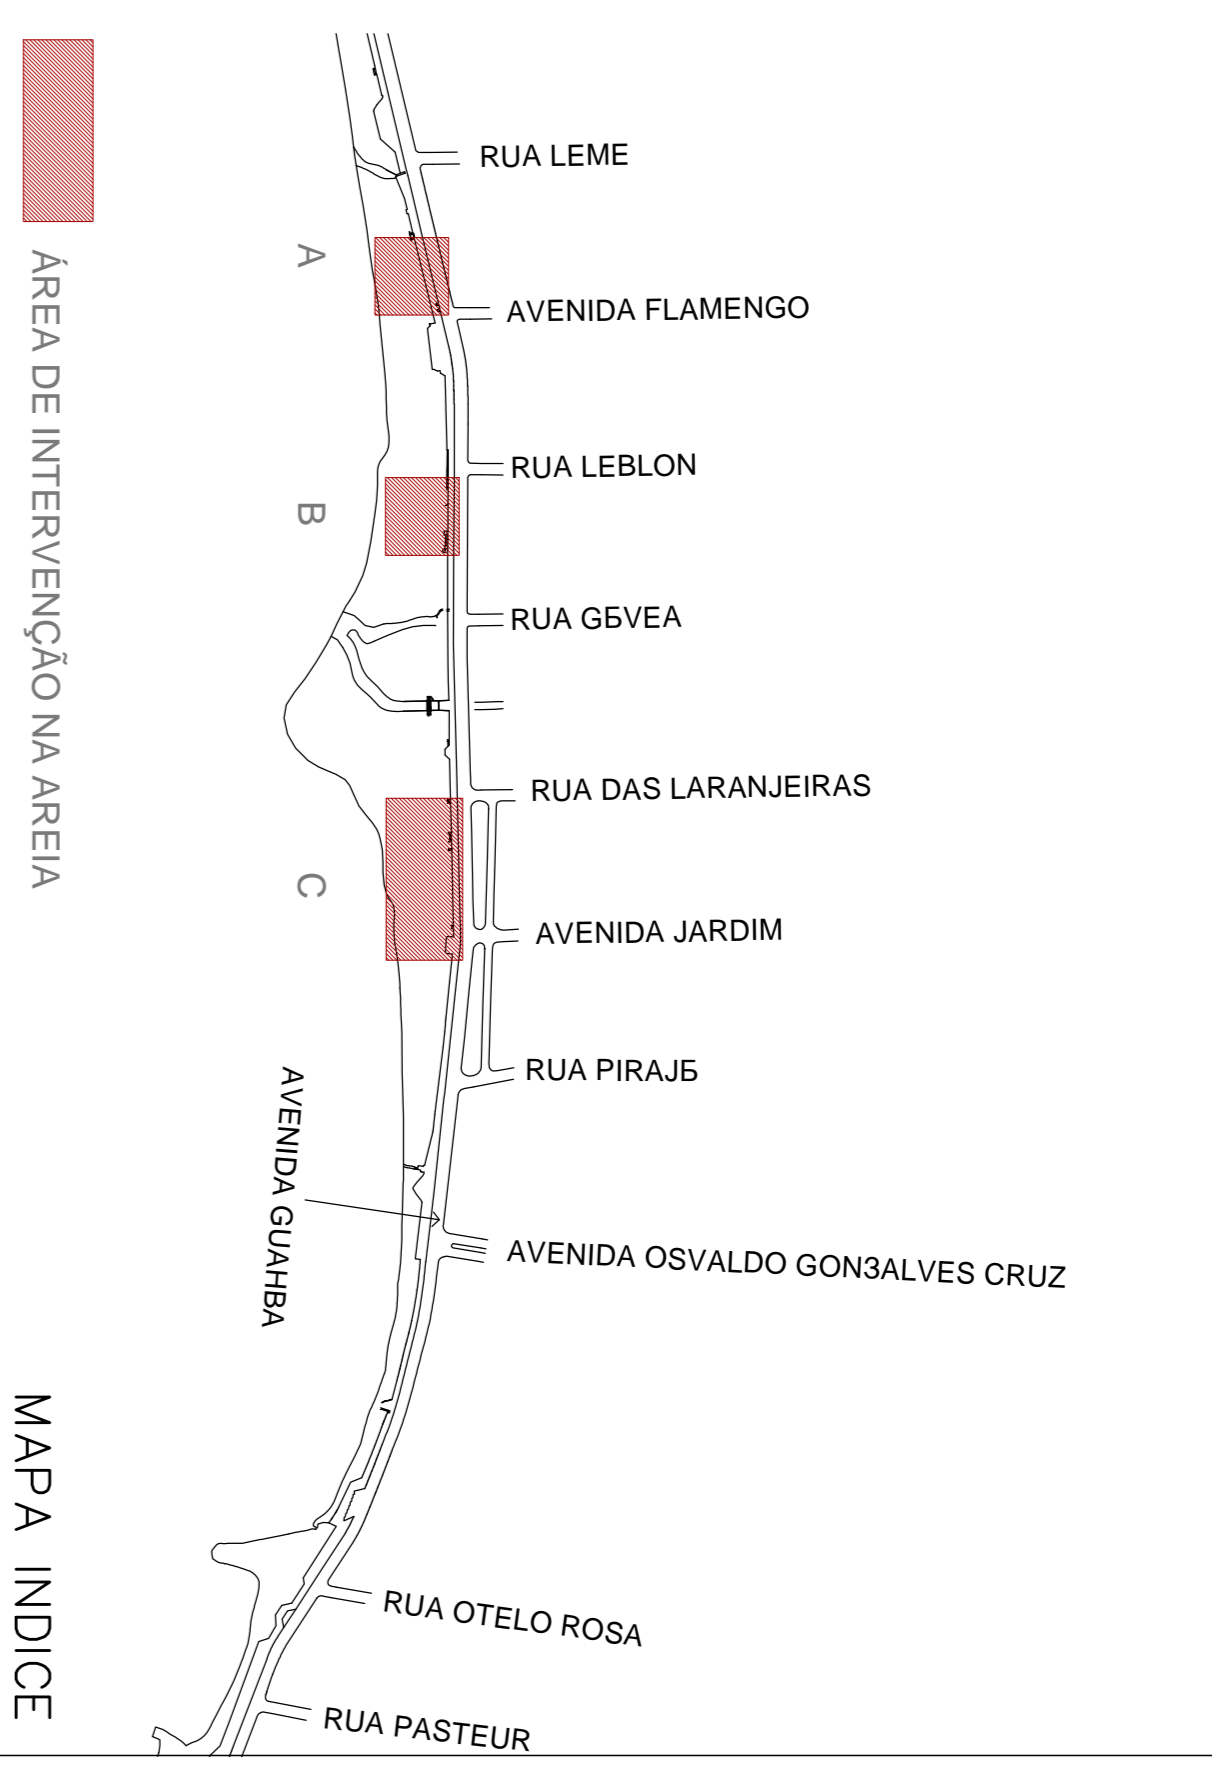 RUA LEME
A
AVENIDA FLAMENGO
RUA LEBLON
B
RUA GБVEA
RUA DAS LARANJEIRAS
C
AVENIDA JARDIM
RUA PIRAJБ
AVENIDA GUAHBA
AVENIDA OSVALDO GON3ALVES CRUZ
RUA OTELO ROSA
RUA PASTEUR
ÁREA DE INTERVENÇÃO NA AREIA
MAPA INDICE